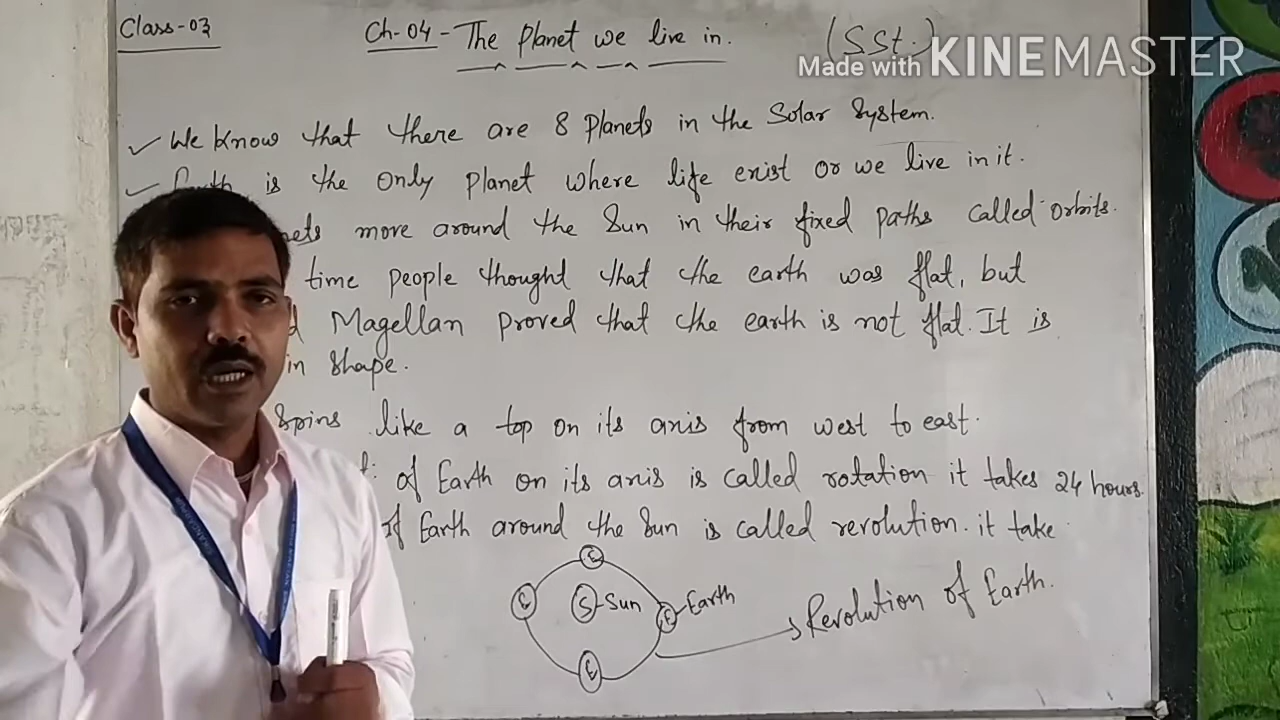 Class-03 Ch-04 - The Planet we live in. (SSt.)
Made with KINEMASTER
We know that there are 8 Planets in the Solar System.
is the only planet where life exist or we live in it.
move around the Sun in their fixed paths called orbits.
time people thought that the earth was flat, but
Magellan proved that the earth is not flat. It is
in shape.
Spins like a top on its axis from west to east.
of Earth on its axis is called rotation it takes 24 hours.
of Earth around the Sun is called revolution. it take
E
E S-Sun E-Earth
Revolution of Earth.
E